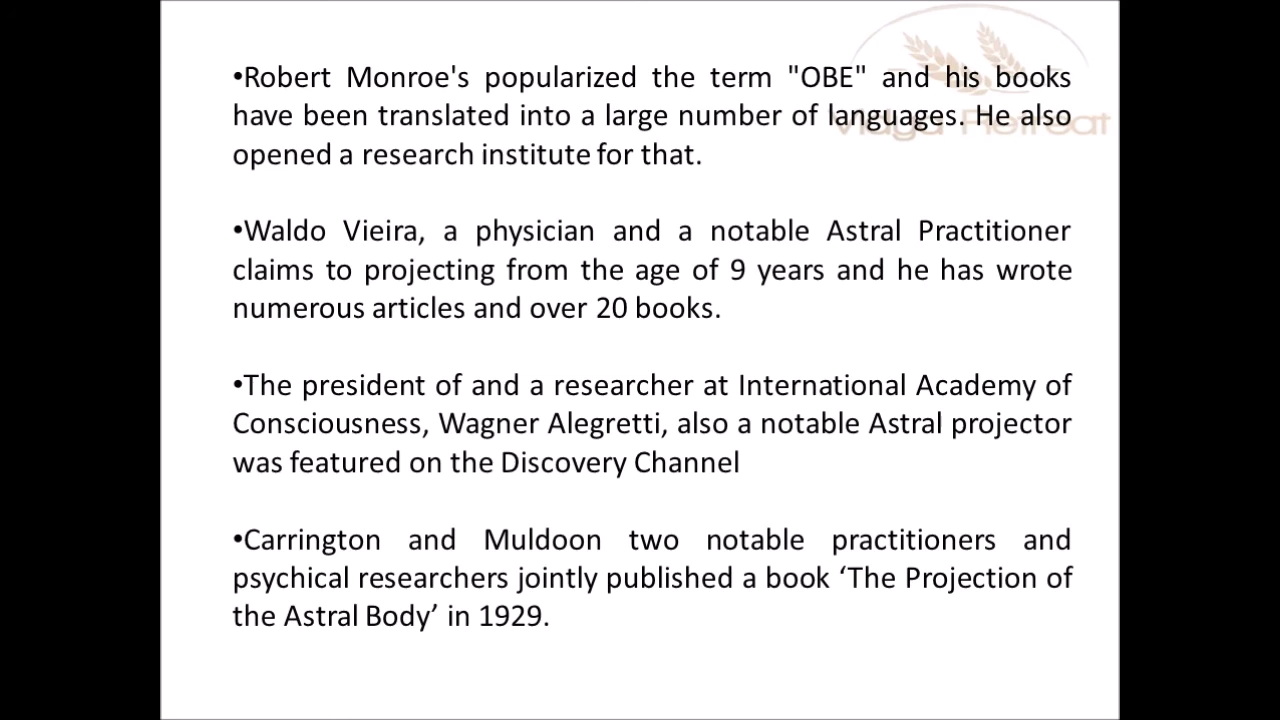 •Robert Monroe's popularized the term "OBE" and his books
have been translated into a large number of languages. He also
opened a research institute for that.
•Waldo Vieira, a physician and a notable Astral Practitioner
claims to projecting from the age of 9 years and he has wrote
numerous articles and over 20 books.
•The president of and a researcher at International Academy of
Consciousness, Wagner Alegretti, also a notable Astral projector
was featured on the Discovery Channel
•Carrington and Muldoon two notable practitioners and
psychical researchers jointly published a book ‘The Projection of
the Astral Body’ in 1929.
Retreat